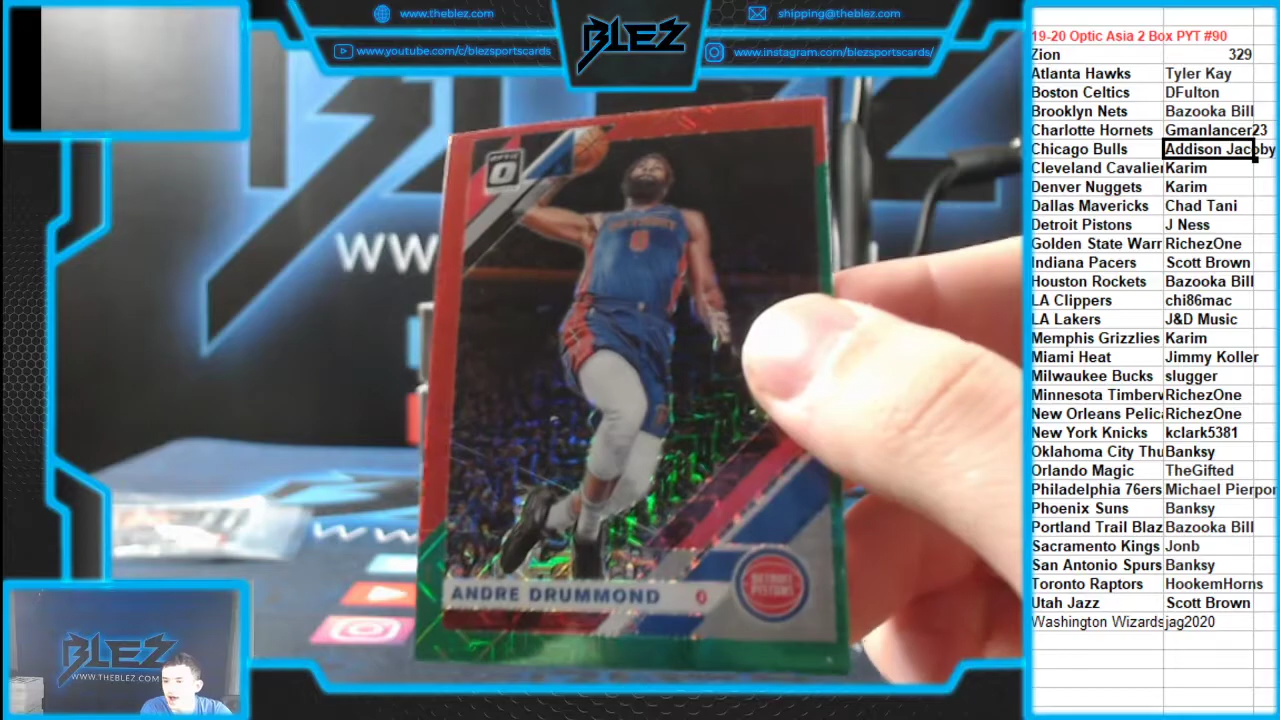 www.theblez.com
shipping@theblez.com
www.youtube.com/c/blezsportscards
www.instagram.com/blezsportscards/
BLEZ
19-20 Optic Asia 2 Box PYT #90
Zion 329
Atlanta Hawks Tyler Kay
Boston Celtics DFulton
Brooklyn Nets Bazooka Bill
Charlotte Hornets Gmanlancer23
Chicago Bulls Addison Jacoby
Cleveland Cavalier Karim
Denver Nuggets Karim
Dallas Mavericks Chad Tani
Detroit Pistons J Ness
Golden State Warr RichezOne
Indiana Pacers Scott Brown
Houston Rockets Bazooka Bill
LA Clippers chi86mac
LA Lakers J&D Music
Memphis Grizzlies Karim
Miami Heat Jimmy Koller
Milwaukee Bucks slugger
Minnesota Timberv RichezOne
New Orleans Pelic RichezOne
New York Knicks kclark5381
Oklahoma City Thu Banksy
Orlando Magic TheGifted
Philadelphia 76ers Michael Pierpor
Phoenix Suns Banksy
Portland Trail Blaz Bazooka Bill
Sacramento Kings Jonb
San Antonio Spurs Banksy
Toronto Raptors HookemHorns
Utah Jazz Scott Brown
Washington Wizards jag2020
OPTIC
WW
ANDRE DRUMMOND
DETROIT
PISTONS
BLEZ
WWW.THEBLEZ.COM